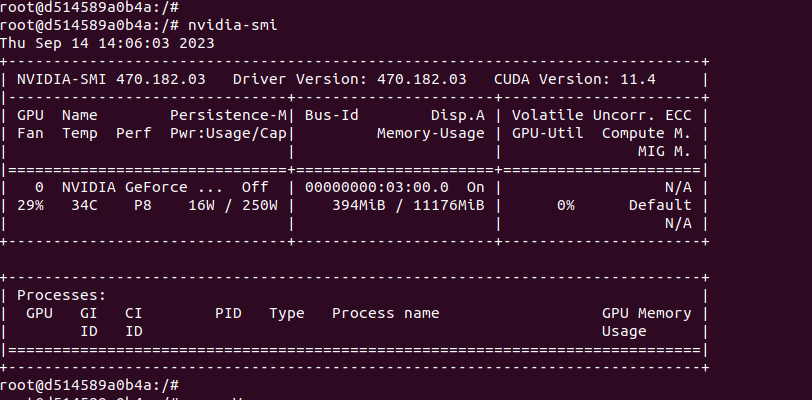 root@d514589a0b4a:/#
root@d514589a0b4a:/# nvidia-smi
Thu Sep 14 14:06:03 2023
+-----------------------------------------------------------------------------+
| NVIDIA-SMI 470.182.03   Driver Version: 470.182.03   CUDA Version: 11.4     |
|-------------------------------+----------------------+----------------------+
| GPU  Name        Persistence-M| Bus-Id        Disp.A | Volatile Uncorr. ECC |
| Fan  Temp  Perf  Pwr:Usage/Cap|         Memory-Usage | GPU-Util  Compute M. |
|                               |                      |               MIG M. |
|===============================+======================+======================|
|   0  NVIDIA GeForce ...  Off  | 00000000:03:00.0  On |                  N/A |
| 29%   34C    P8    16W / 250W |    394MiB / 11176MiB |      0%      Default |
|                               |                      |                  N/A |
+-------------------------------+----------------------+----------------------+
+-----------------------------------------------------------------------------+
| Processes:                                                                  |
|  GPU   GI   CI        PID   Type   Process name                  GPU Memory |
|        ID   ID                                                   Usage      |
|=============================================================================|
+-----------------------------------------------------------------------------+
root@d514589a0b4a:/#